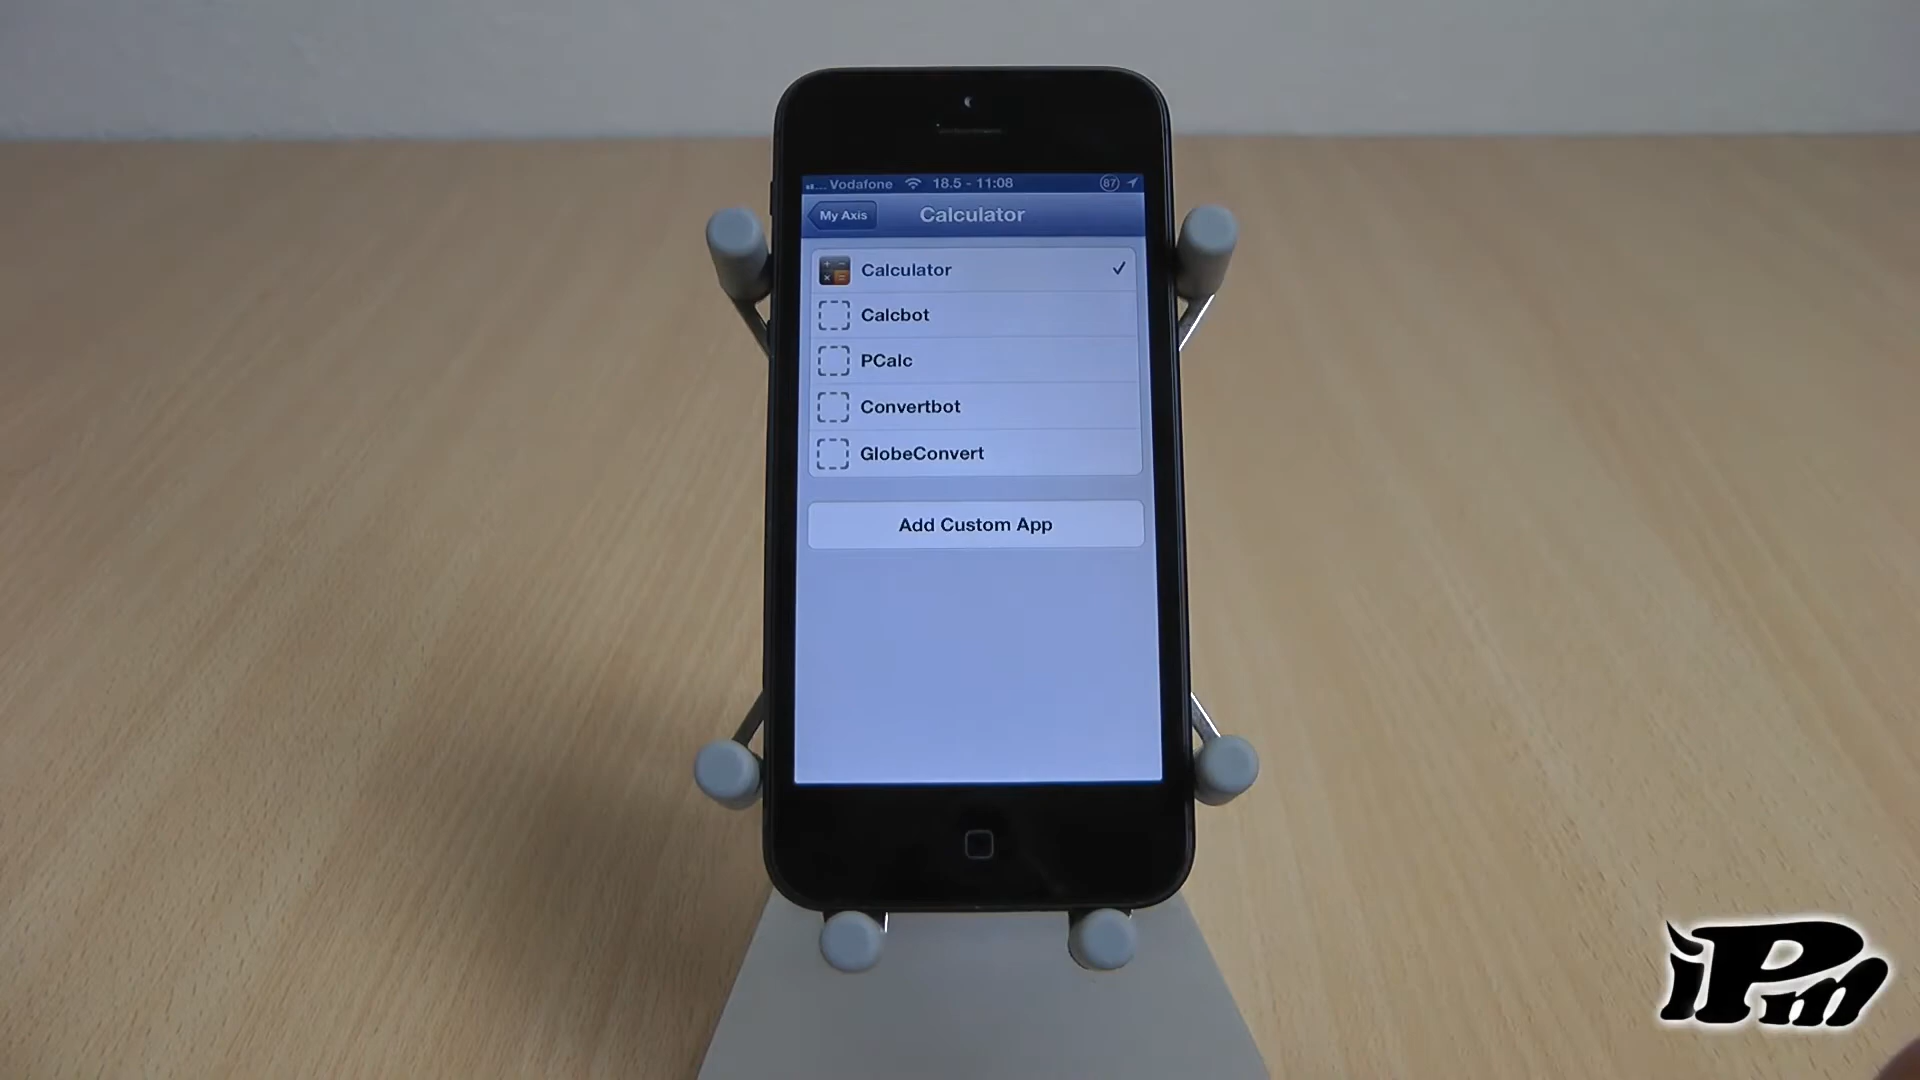 Vodafone 18.5 - 11:08 87
My Axis Calculator
Calculator
Calcbot
PCalc
Convertbot
GlobeConvert
Add Custom App
iPm